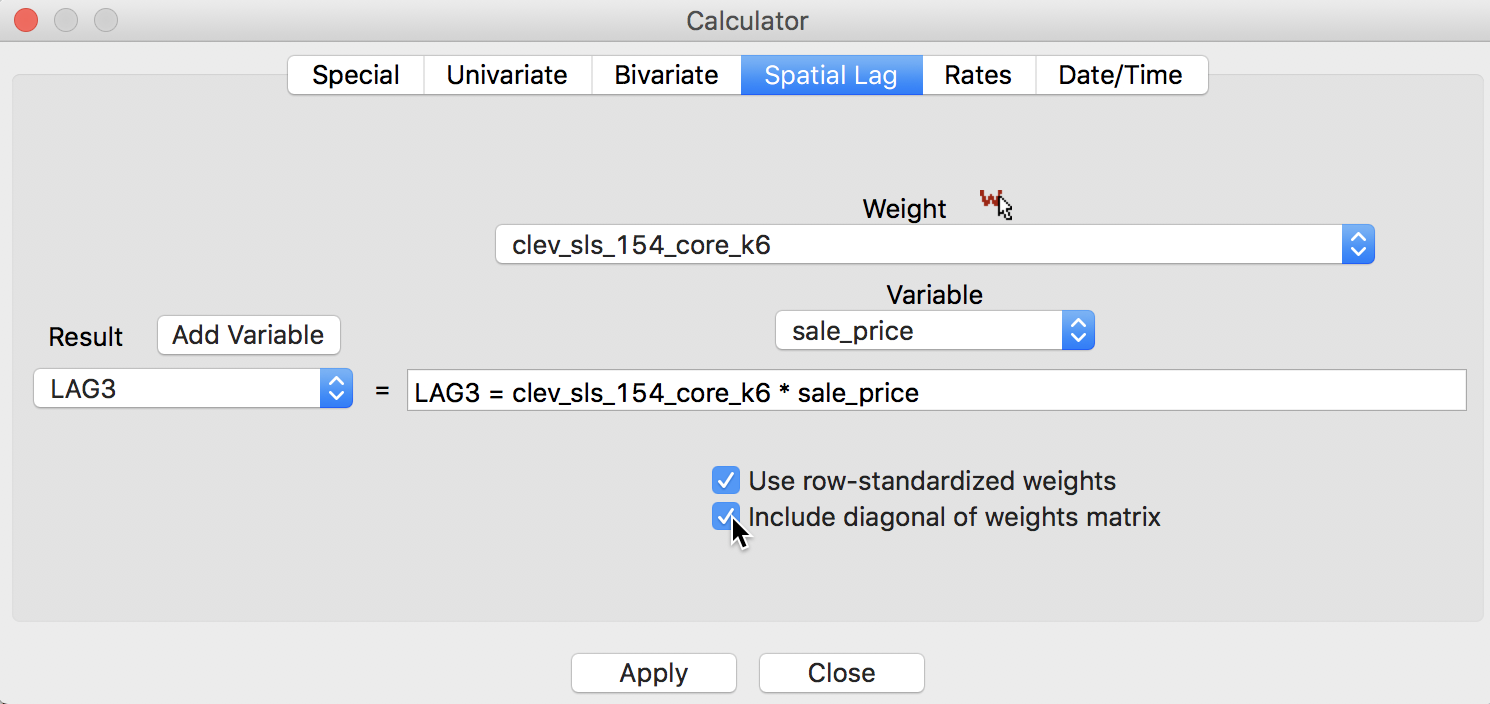 Calculator
Special Univariate Bivariate Spatial Lag Rates Date/Time
Weight W
clev_sls_154_core_k6
Variable
Result Add Variable sale_price
LAG3 = LAG3 = clev_sls_154_core_k6 * sale_price
Use row-standardized weights
Include diagonal of weights matrix
Apply Close